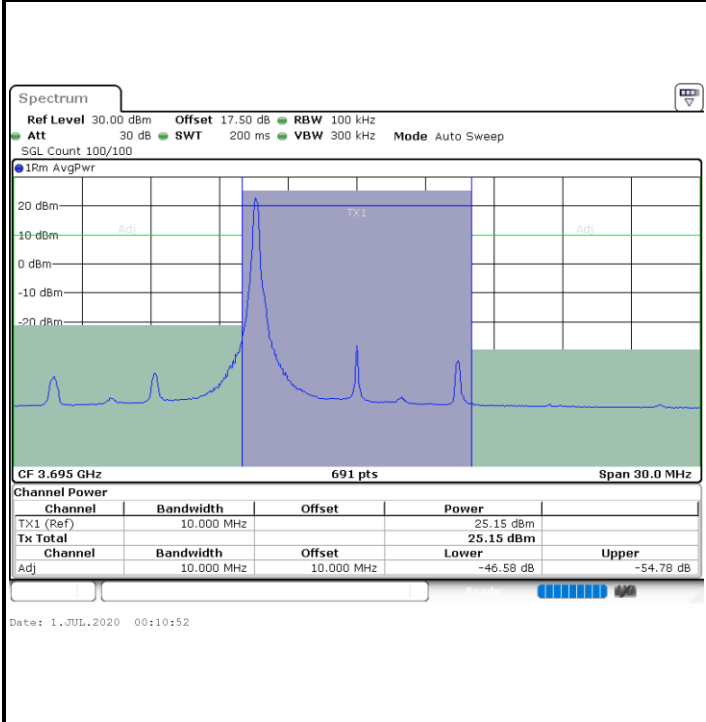 Spectrum
Ref Level 30.00 dBm Offset 17.50 dB RBW 100 kHz
Att 30 dB SWT 200 ms VBW 300 kHz Mode Auto Sweep
SGL Count 100/100
1Rm AvgPwr
20 dBm
TX1
10 dBm Adj Adj
0 dBm
-10 dBm
-20 dBm
CF 3.695 GHz 691 pts Span 30.0 MHz
Channel Power
Channel Bandwidth Offset Power
TX1 (Ref) 10.000 MHz 25.15 dBm
Tx Total 25.15 dBm
Channel Bandwidth Offset Lower Upper
Adj 10.000 MHz 10.000 MHz -46.58 dB -54.78 dB
Ready
Date: 1.JUL.2020 00:10:52